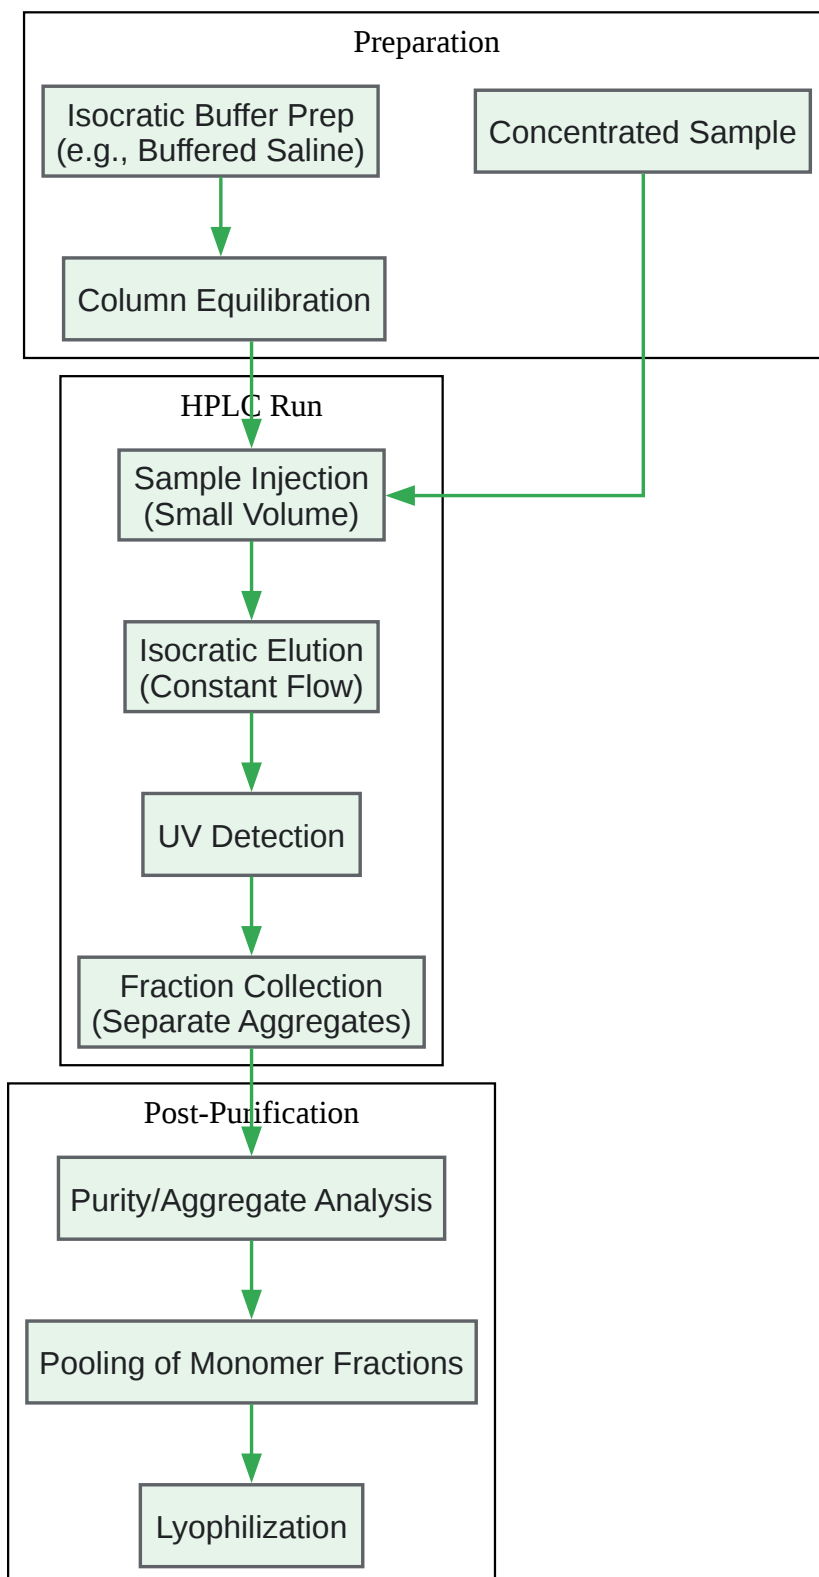 Preparation
Isocratic Buffer Prep
(e.g., Buffered Saline)
Concentrated Sample
Column Equilibration
HPLC Run
Sample Injection
(Small Volume)
Isocratic Elution
(Constant Flow)
UV Detection
Fraction Collection
(Separate Aggregates)
Post-Purification
Purity/Aggregate Analysis
Pooling of Monomer Fractions
Lyophilization